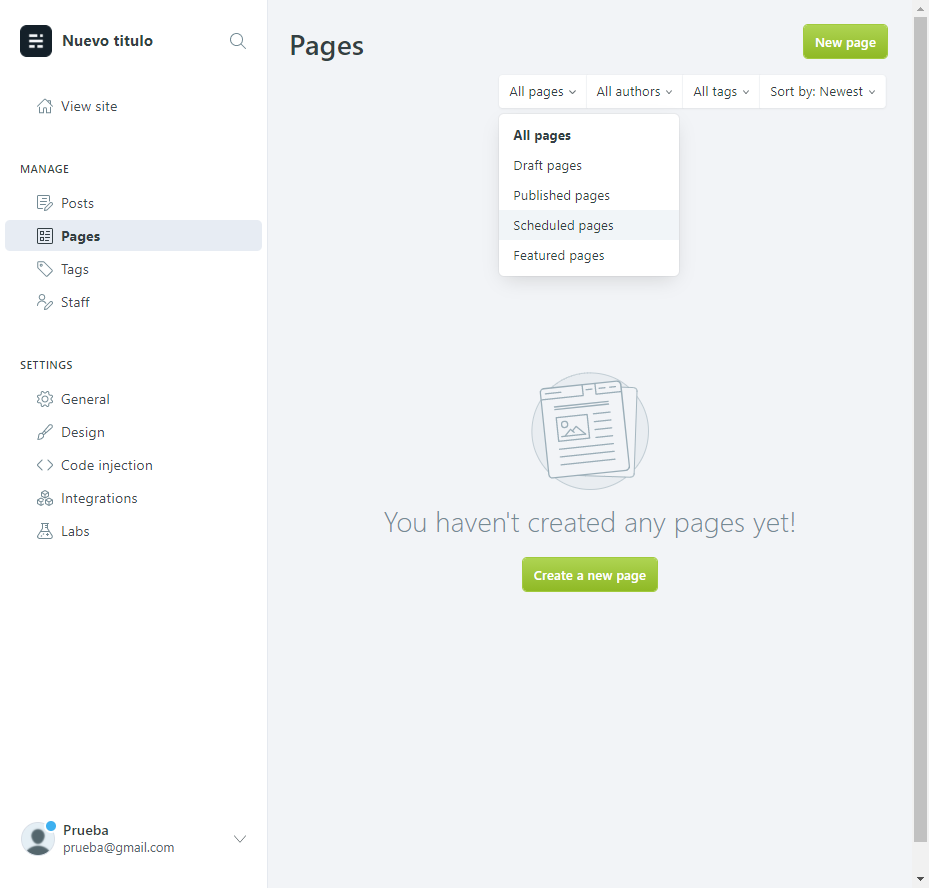 Nuevo titulo
View site
MANAGE
Posts
Pages
Tags
Staff
SETTINGS
General
Design
Code injection
Integrations
Labs
Prueba
prueba@gmail.com
Pages
New page
All pages All authors All tags Sort by: Newest
All pages
Draft pages
Published pages
Scheduled pages
Featured pages
You haven't created any pages yet!
Create a new page